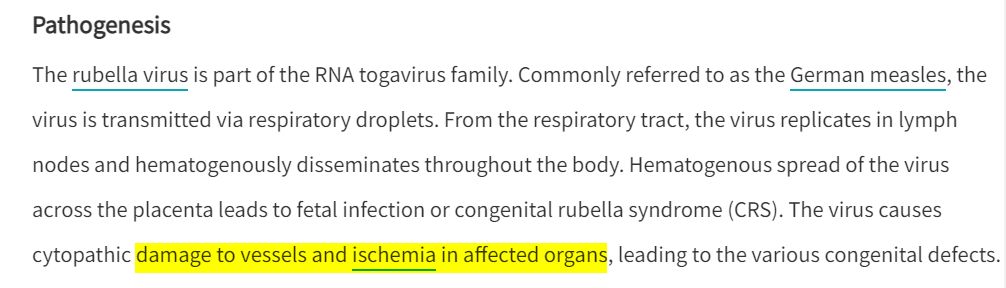 Pathogenesis
The rubella virus is part of the RNA togavirus family. Commonly referred to as the German measles, the
virus is transmitted via respiratory droplets. From the respiratory tract, the virus replicates in lymph
nodes and hematogenously disseminates throughout the body. Hematogenous spread of the virus
across the placenta leads to fetal infection or congenital rubella syndrome (CRS). The virus causes
cytopathic damage to vessels and ischemia in affected organs, leading to the various congenital defects.